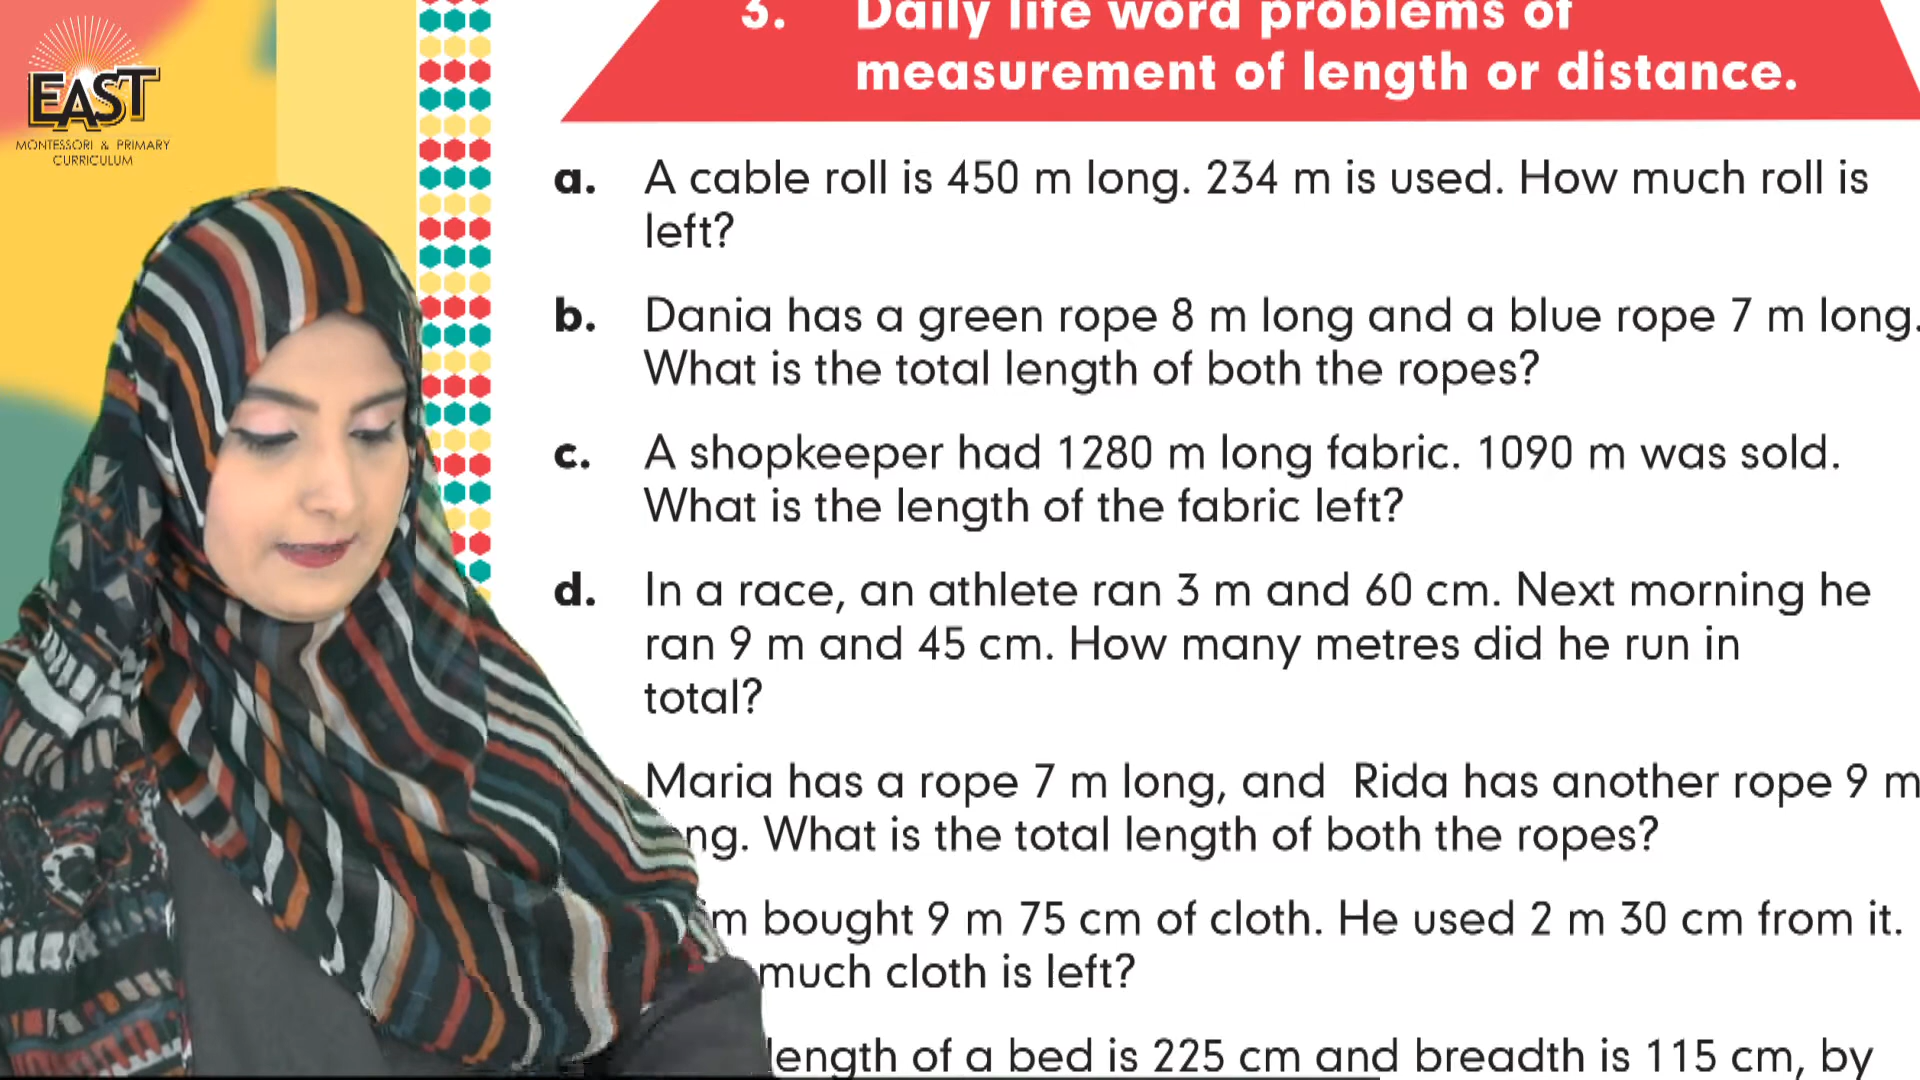 EAST
MONTESSORI & PRIMARY
CURRICULUM
3. Daily life word problems of
measurement of length or distance.
a. A cable roll is 450 m long. 234 m is used. How much roll is
left?
b. Dania has a green rope 8 m long and a blue rope 7 m long.
What is the total length of both the ropes?
c. A shopkeeper had 1280 m long fabric. 1090 m was sold.
What is the length of the fabric left?
d. In a race, an athlete ran 3 m and 60 cm. Next morning he
ran 9 m and 45 cm. How many metres did he run in
total?
Maria has a rope 7 m long, and Rida has another rope 9 m
What is the total length of both the ropes?
bought 9 m 75 cm of cloth. He used 2 m 30 cm from it.
much cloth is left?
length of a bed is 225 cm and breadth is 115 cm, by